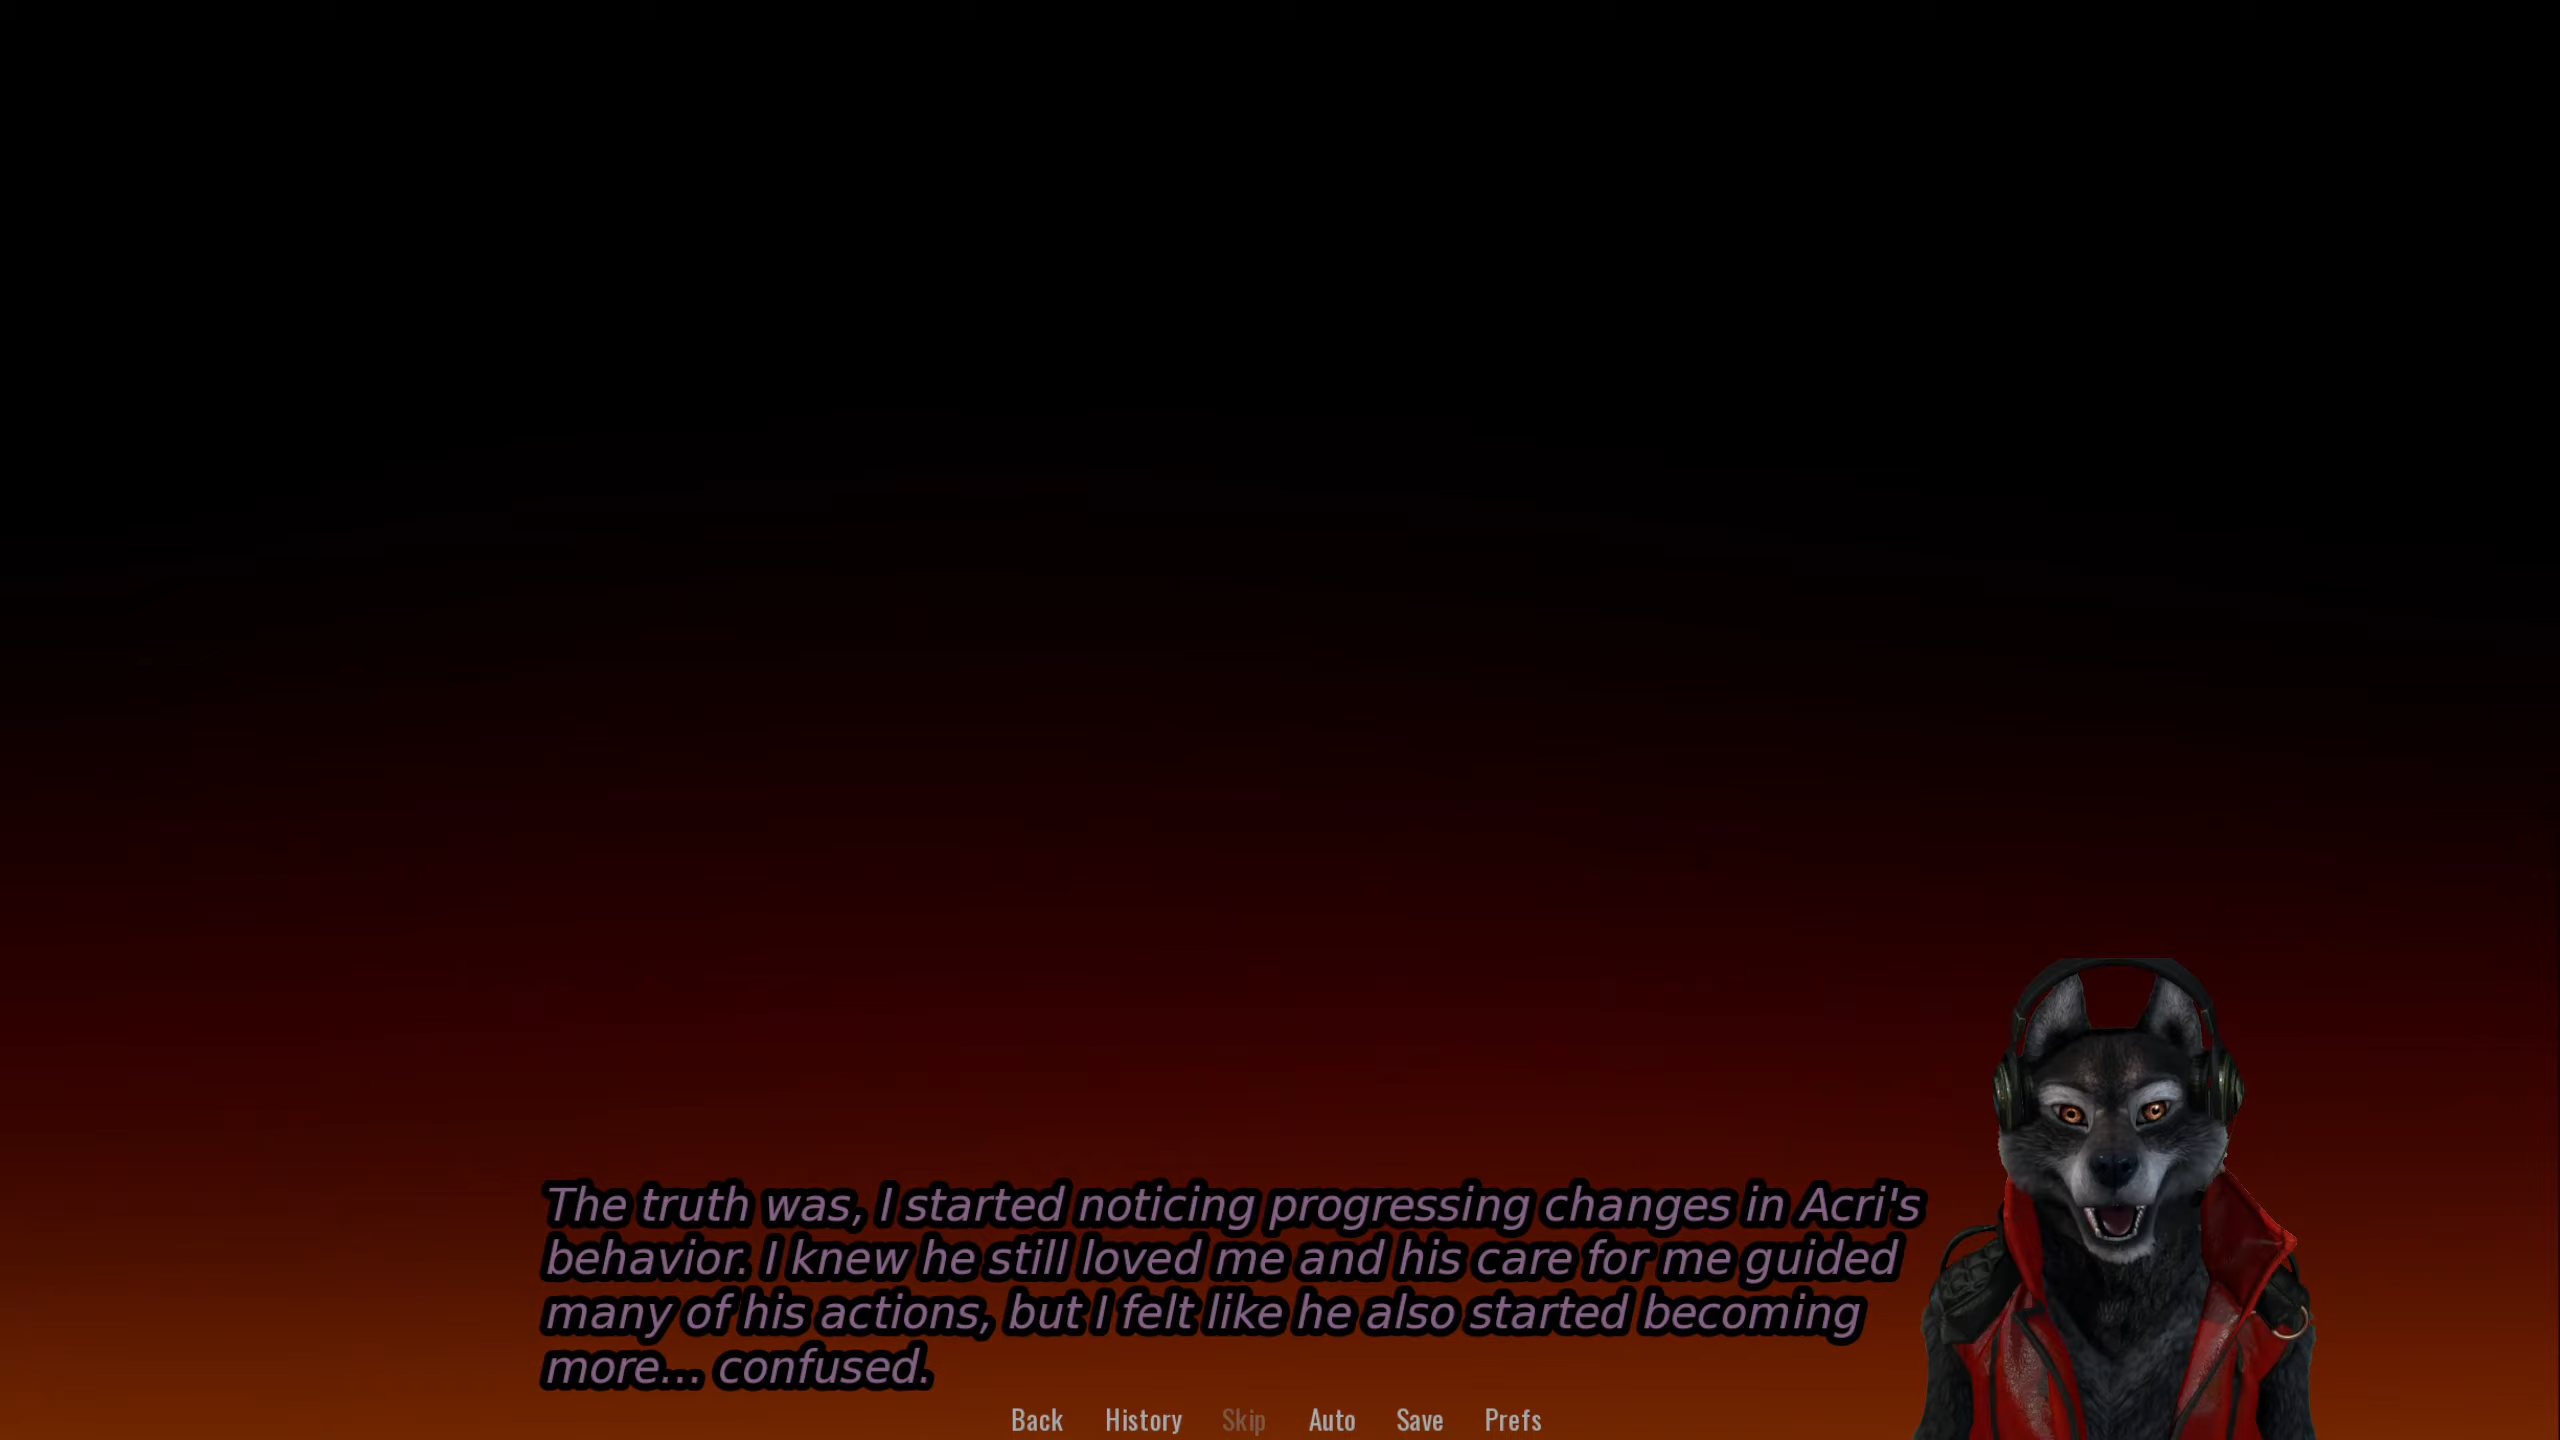 The truth was, I started noticing progressing changes in Acri's
behavior. I knew he still loved me and his care for me guided
many of his actions, but I felt like he also started becoming
more... confused.
Back History Skip Auto Save Prefs